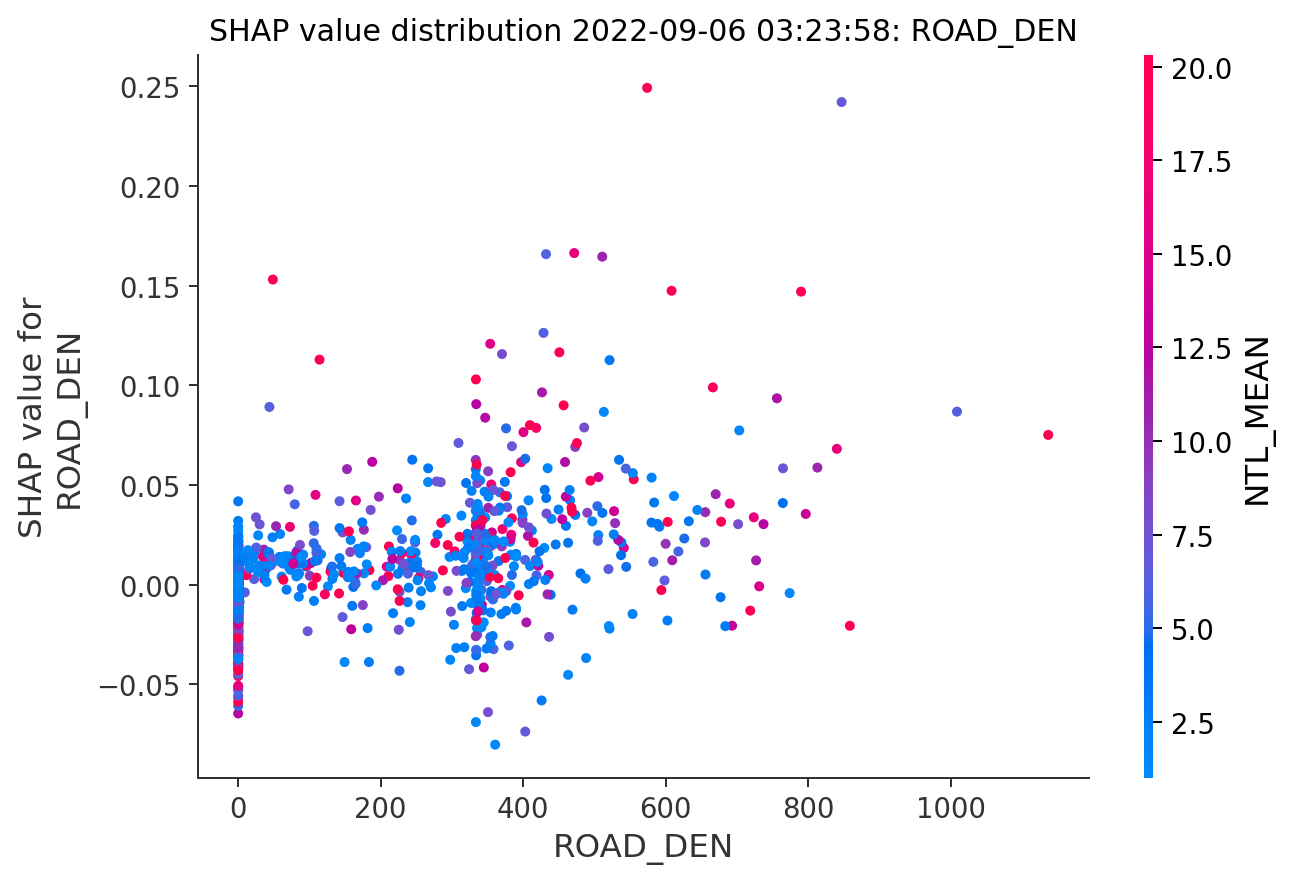 SHAP value distribution 2022-09-06 03:23:58: ROAD_DEN
SHAP value for
ROAD_DEN
0.25
0.20
0.15
0.10
0.05
0.00
−0.05
0 200 400 600 800 1000
ROAD_DEN
20.0
17.5
15.0
12.5
10.0
7.5
5.0
2.5
NTL_MEAN